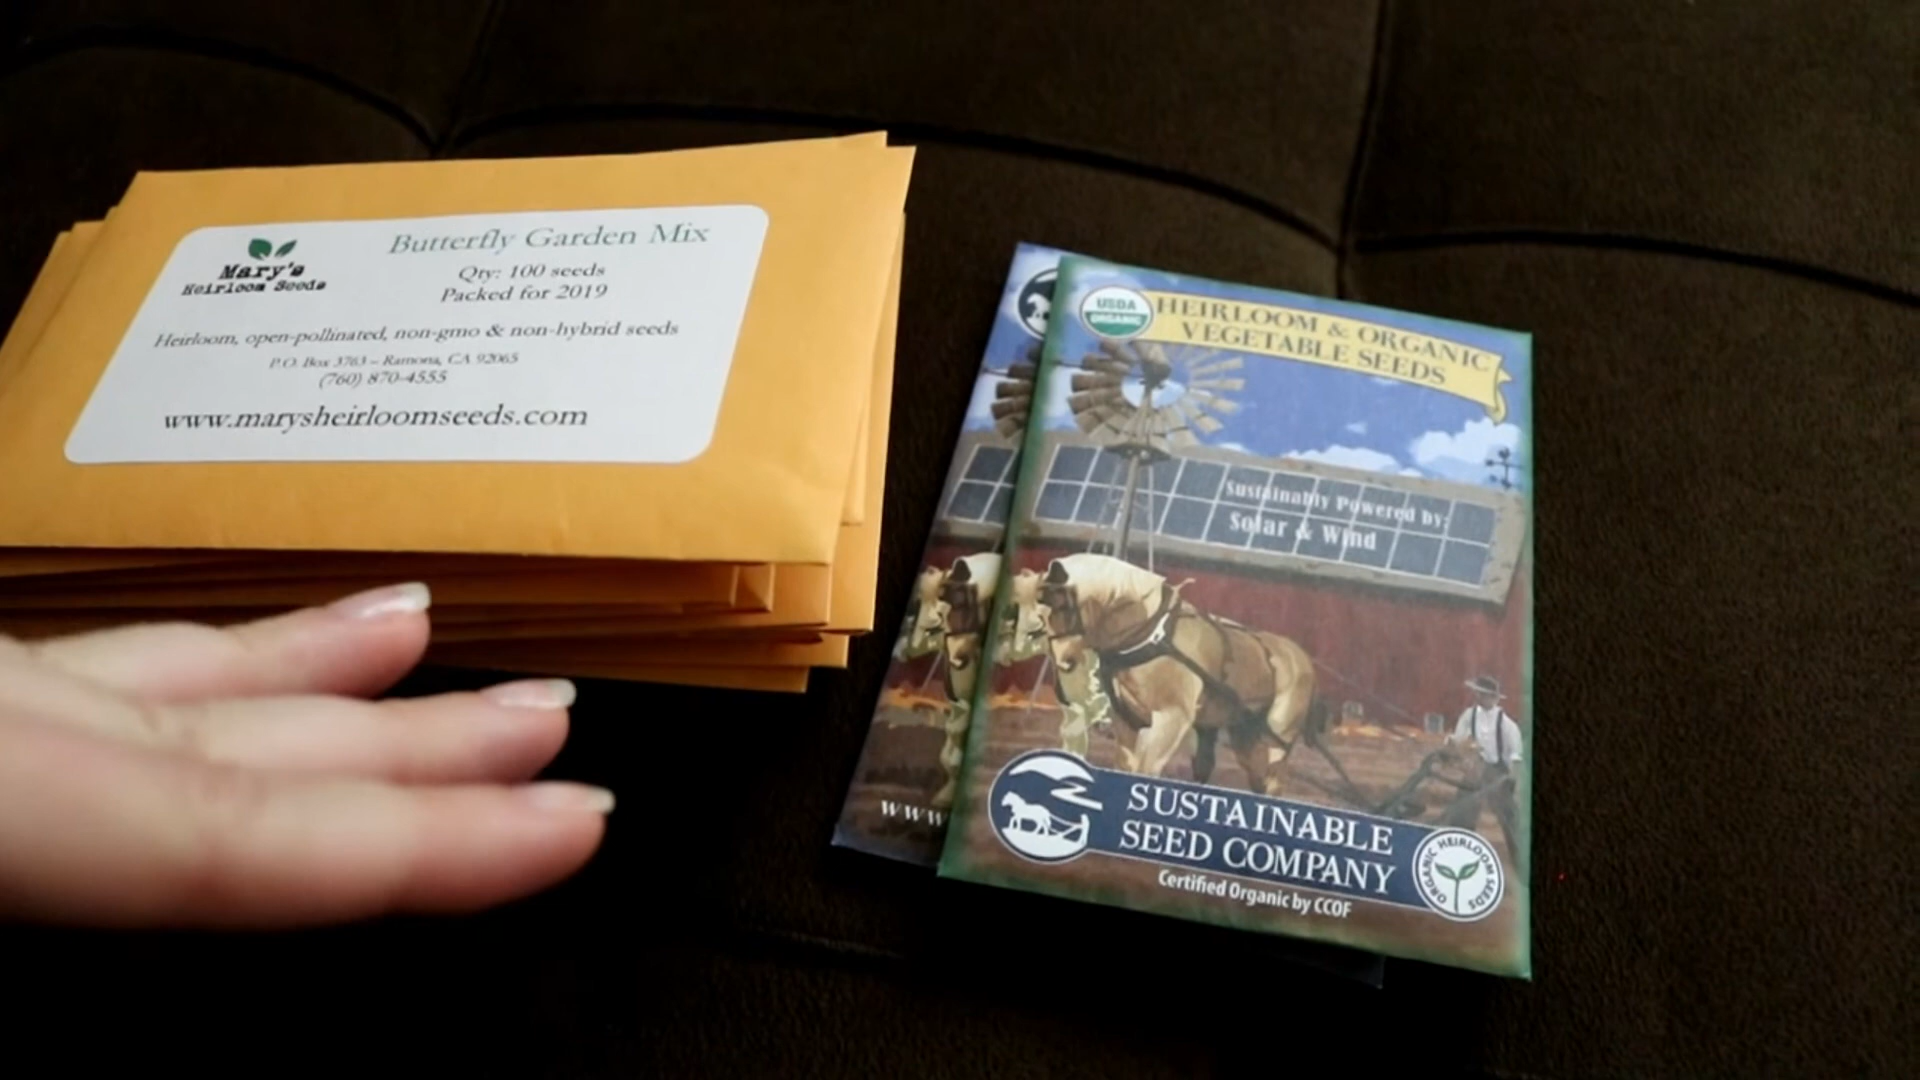 Mary's
Heirloom Seeds
Butterfly Garden Mix
Qty: 100 seeds
Packed for 2019
Heirloom, open-pollinated, non-gmo & non-hybrid seeds
P.O. Box 3763 – Ramona, CA 92065
(760) 870-4555
www.marysheirloomseeds.com
USDA
ORGANIC
HEIRLOOM & ORGANIC
VEGETABLE SEEDS
Sustainably Powered by:
Solar & Wind
SUSTAINABLE
SEED COMPANY
Certified Organic by CCOF
ORGANIC HEIRLOOM SEEDS
www